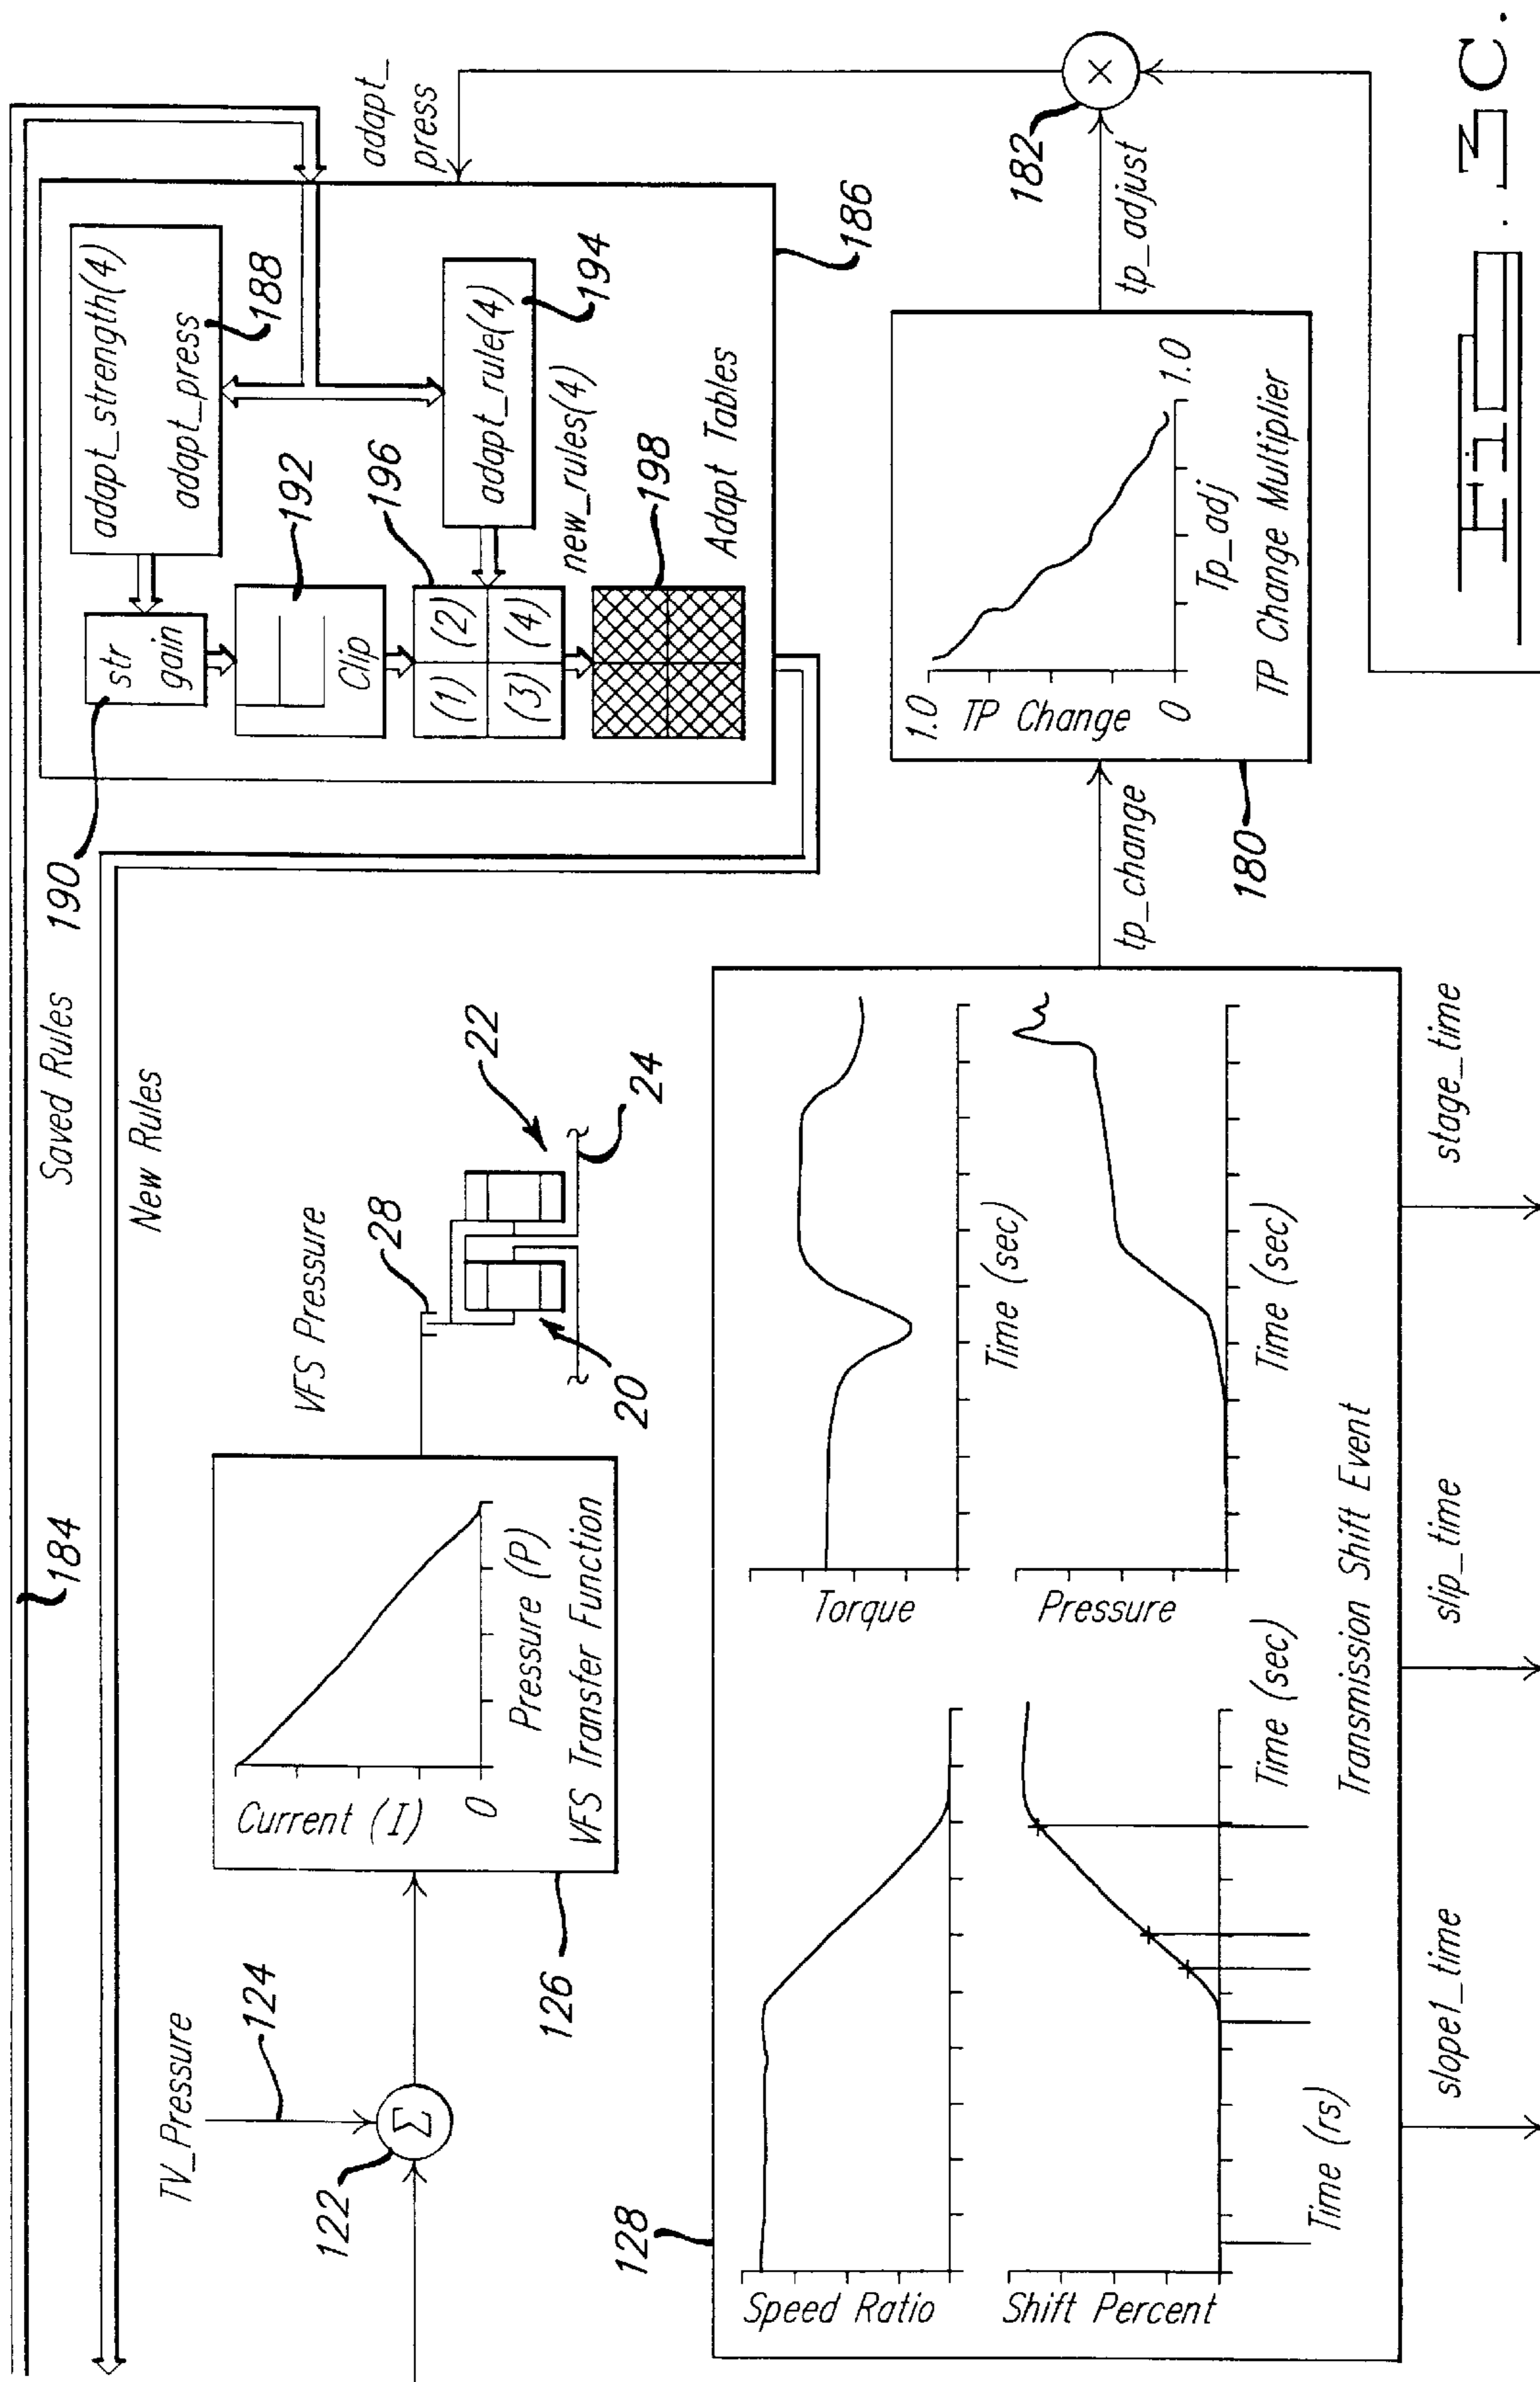 184
Saved Rules
New Rules
190
str
gain
adapt_strength(4)
adapt_press
188
192
Clip
196
(1) (2)
(3) (4)
adapt_rule(4)
194
new_rules(4)
198
Adapt Tables
186
adapt_
press
TV_Pressure
124
122
Current (I)
0
Pressure (P)
VFS Transfer Function
126
VFS Pressure
28
22
24
20
128
Speed Ratio
Torque
Time (sec)
Shift Percent
Time (sec)
Pressure
Time (sec)
Time (rs)
Transmission Shift Event
slope1_time
slip_time
stage_time
tp_change
180
1.0
TP Change
0
1.0
Tp_adj
TP Change Multiplier
tp_adjust
182
×
Σ
FIG. 3C.